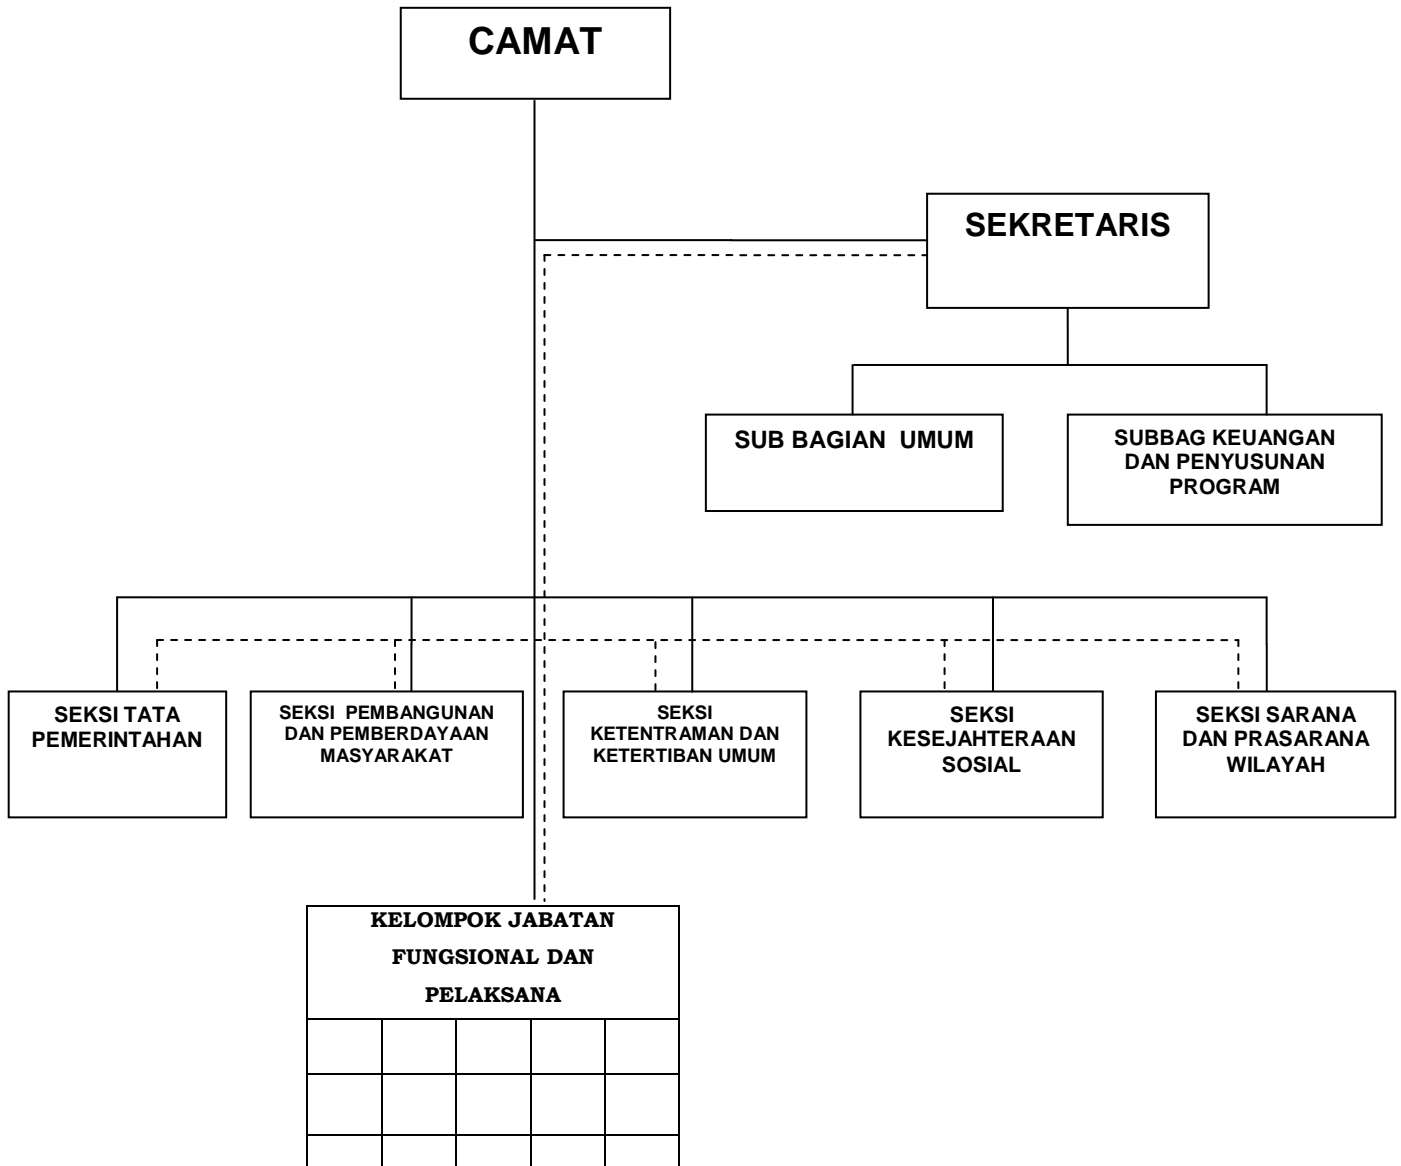 CAMAT
SEKRETARIS
SUB BAGIAN UMUM
SUBBAG KEUANGAN
DAN PENYUSUNAN
PROGRAM
SEKSI TATA
PEMERINTAHAN
SEKSI PEMBANGUNAN
DAN PEMBERDAYAAN
MASYARAKAT
SEKSI
KETENTRAMAN DAN
KETERTIBAN UMUM
SEKSI
KESEJAHTERAAN
SOSIAL
SEKSI SARANA
DAN PRASARANA
WILAYAH
KELOMPOK JABATAN
FUNGSIONAL DAN
PELAKSANA